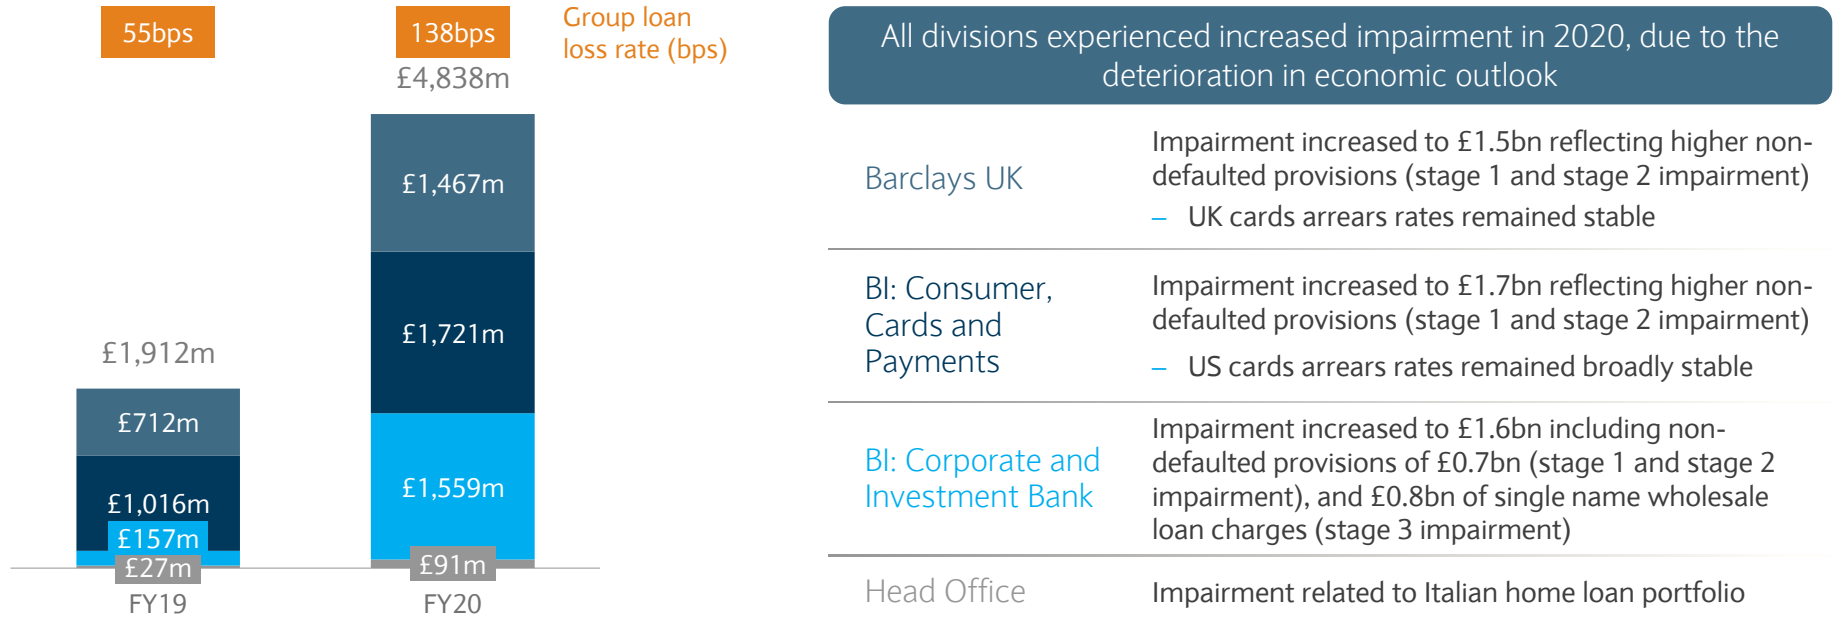 55bps
138bps
Group loan
loss rate (bps)
£4,838m
£1,467m
£1,721m
£1,559m
£91m
FY20
£1,912m
£712m
£1,016m
£157m
£27m
FY19
All divisions experienced increased impairment in 2020, due to the
deterioration in economic outlook
Barclays UK
Impairment increased to £1.5bn reflecting higher non-
defaulted provisions (stage 1 and stage 2 impairment)
– UK cards arrears rates remained stable
BI: Consumer,
Cards and
Payments
Impairment increased to £1.7bn reflecting higher non-
defaulted provisions (stage 1 and stage 2 impairment)
– US cards arrears rates remained broadly stable
BI: Corporate and
Investment Bank
Impairment increased to £1.6bn including non-
defaulted provisions of £0.7bn (stage 1 and stage 2
impairment), and £0.8bn of single name wholesale
loan charges (stage 3 impairment)
Head Office
Impairment related to Italian home loan portfolio